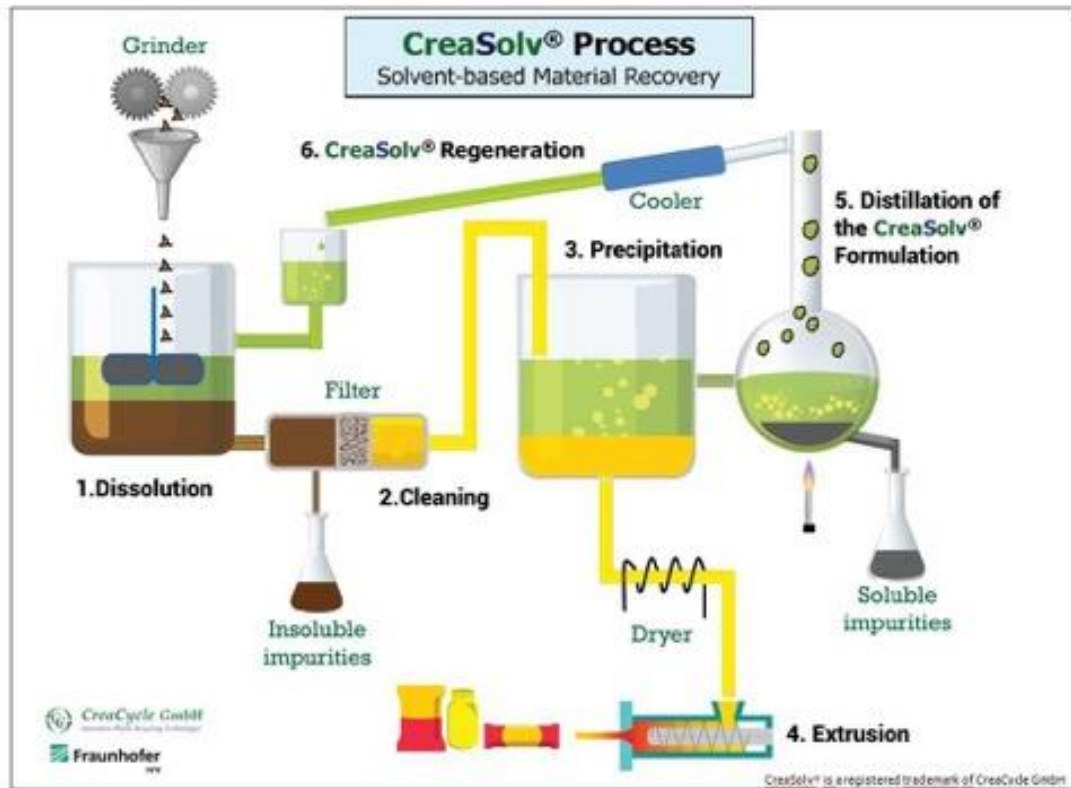 CreaSolv® Process
Solvent-based Material Recovery
Grinder
6. CreaSolv® Regeneration
Cooler
5. Distillation of
the CreaSolv®
Formulation
3. Precipitation
Filter
1.Dissolution
2.Cleaning
Insoluble
impurities
Dryer
Soluble
impurities
4. Extrusion
CreaCycle GmbH
Fraunhofer
IVV
CreaSolv® is a registered trademark of CreaCycle GmbH